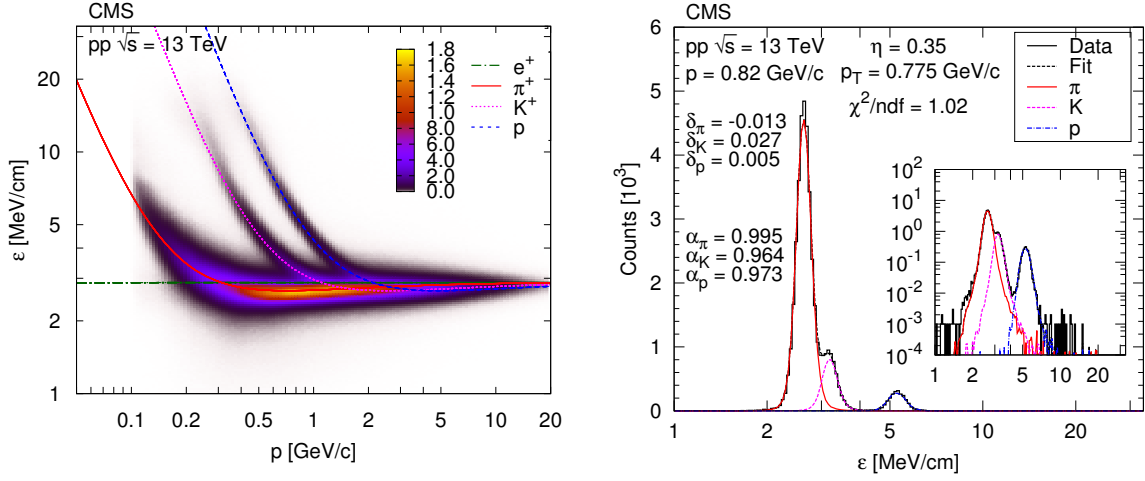 CMS
pp √s = 13 TeV
1.8
1.6
1.4
1.2
1.0
8.0
6.0
4.0
2.0
0.0
e⁺
π⁺
K⁺
p
20
10
5
2
1
ε [MeV/cm]
0.1 0.2 0.5 1 2 5 10 20
p [GeV/c]
CMS
pp √s = 13 TeV η = 0.35
p = 0.82 GeV/c p_T = 0.775 GeV/c
χ²/ndf = 1.02
Data
Fit
π
K
p
δ_π = -0.013
δ_K = 0.027
δ_p = 0.005
α_π = 0.995
α_K = 0.964
α_p = 0.973
6
5
4
3
2
1
0
Counts [10³]
10²
10¹
10⁰
10⁻¹
10⁻²
10⁻³
10⁻⁴
1 2 5 10 20
1 2 5 10 20
ε [MeV/cm]